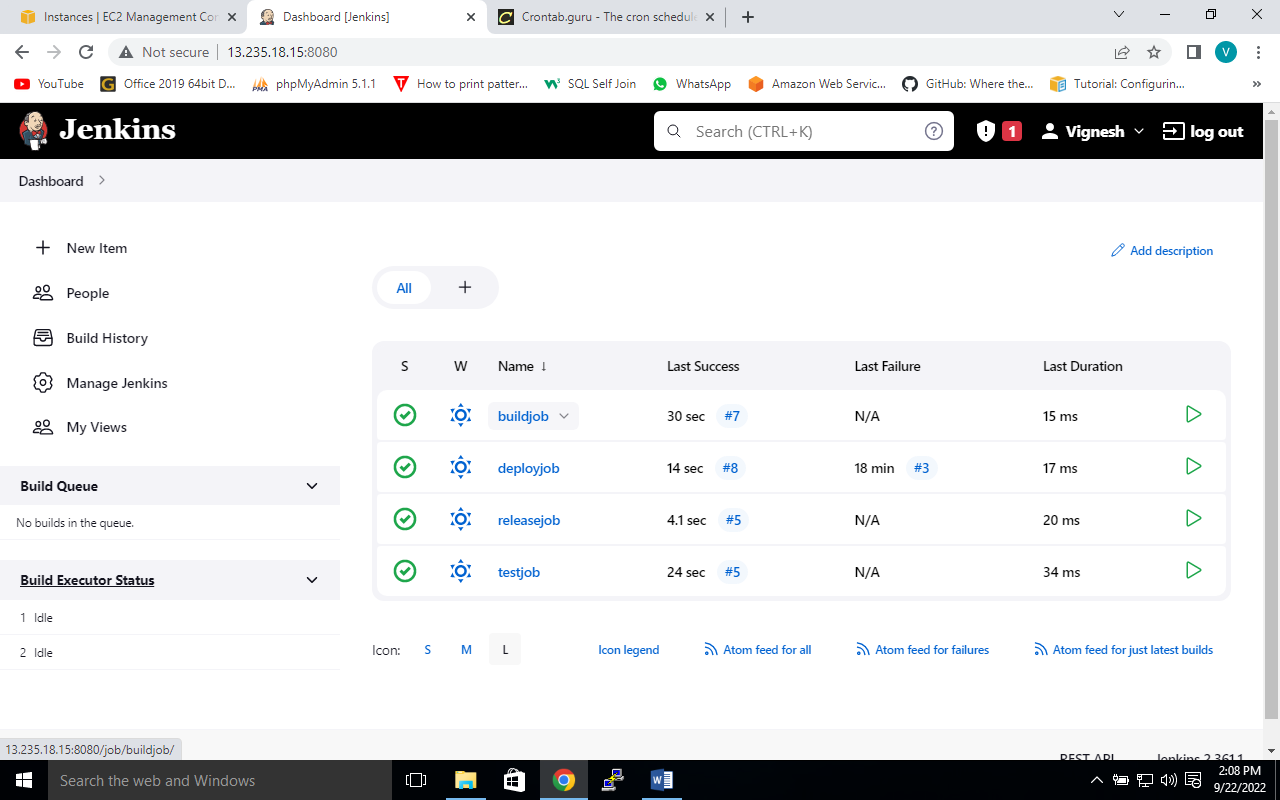 Instances | EC2 Management Con
Dashboard [Jenkins]
Crontab.guru - The cron schedule
Not secure
13.235.18.15:8080
V
YouTube
Office 2019 64bit D...
phpMyAdmin 5.1.1
How to print patter...
SQL Self Join
WhatsApp
Amazon Web Servic...
GitHub: Where the...
Tutorial: Configurin...
»
Jenkins
Search (CTRL+K)
1
Vignesh
log out
Dashboard
New Item
People
Build History
Manage Jenkins
My Views
Add description
All
+
S W Name ↓ Last Success Last Failure Last Duration
buildjob 30 sec #7 N/A 15 ms
deployjob 14 sec #8 18 min #3 17 ms
releasejob 4.1 sec #5 N/A 20 ms
testjob 24 sec #5 N/A 34 ms
Build Queue
No builds in the queue.
Build Executor Status
1 Idle
2 Idle
Icon: S M L
Icon legend
Atom feed for all
Atom feed for failures
Atom feed for just latest builds
13.235.18.15:8080/job/buildjob/
REST API
Jenkins 2.361.1
Search the web and Windows
2:08 PM
9/22/2022